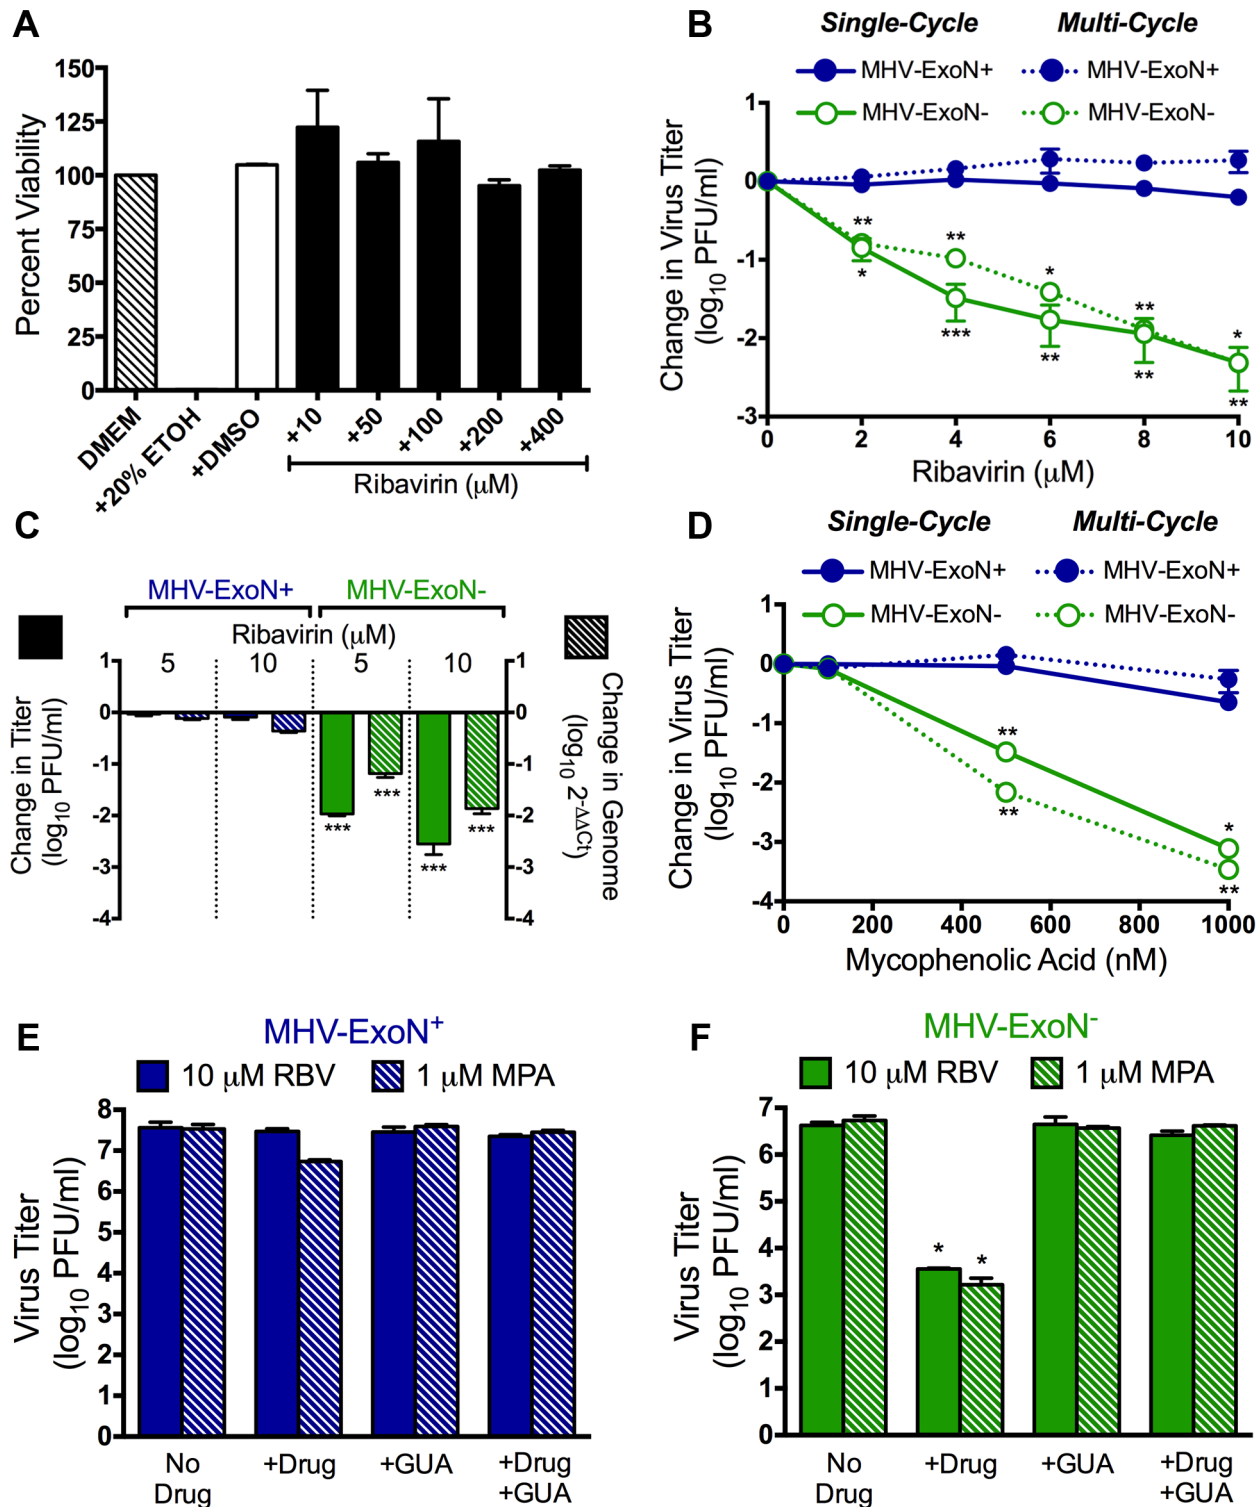 A
150
125
100
75
50
25
0
Percent Viability
DMEM
+20% ETOH
+DMSO
+10
+50
+100
+200
+400
Ribavirin (μM)
B
Single-Cycle Multi-Cycle
MHV-ExoN+ MHV-ExoN+
MHV-ExoN- MHV-ExoN-
1
0
-1
-2
-3
Change in Virus Titer
(log10 PFU/ml)
**
*
**
***
*
**
**
**
*
**
0 2 4 6 8 10
Ribavirin (μM)
C
MHV-ExoN+ MHV-ExoN-
Ribavirin (μM)
5 10 5 10
1 1
0 0
-1 -1
-2 -2
-3 -3
-4 -4
Change in Titer
(log10 PFU/ml)
Change in Genome
(log10 2-ΔΔCt)
***
***
***
***
D
Single-Cycle Multi-Cycle
MHV-ExoN+ MHV-ExoN+
MHV-ExoN- MHV-ExoN-
1
0
-1
-2
-3
-4
Change in Virus Titer
(log10 PFU/ml)
**
**
*
**
0 200 400 600 800 1000
Mycophenolic Acid (nM)
E
MHV-ExoN+
10 μM RBV 1 μM MPA
8
7
6
5
4
3
2
1
0
Virus Titer
(log10 PFU/ml)
No +Drug +GUA +Drug
Drug +GUA
F
MHV-ExoN-
10 μM RBV 1 μM MPA
7
6
5
4
3
2
1
0
Virus Titer
(log10 PFU/ml)
* *
No +Drug +GUA +Drug
Drug +GUA